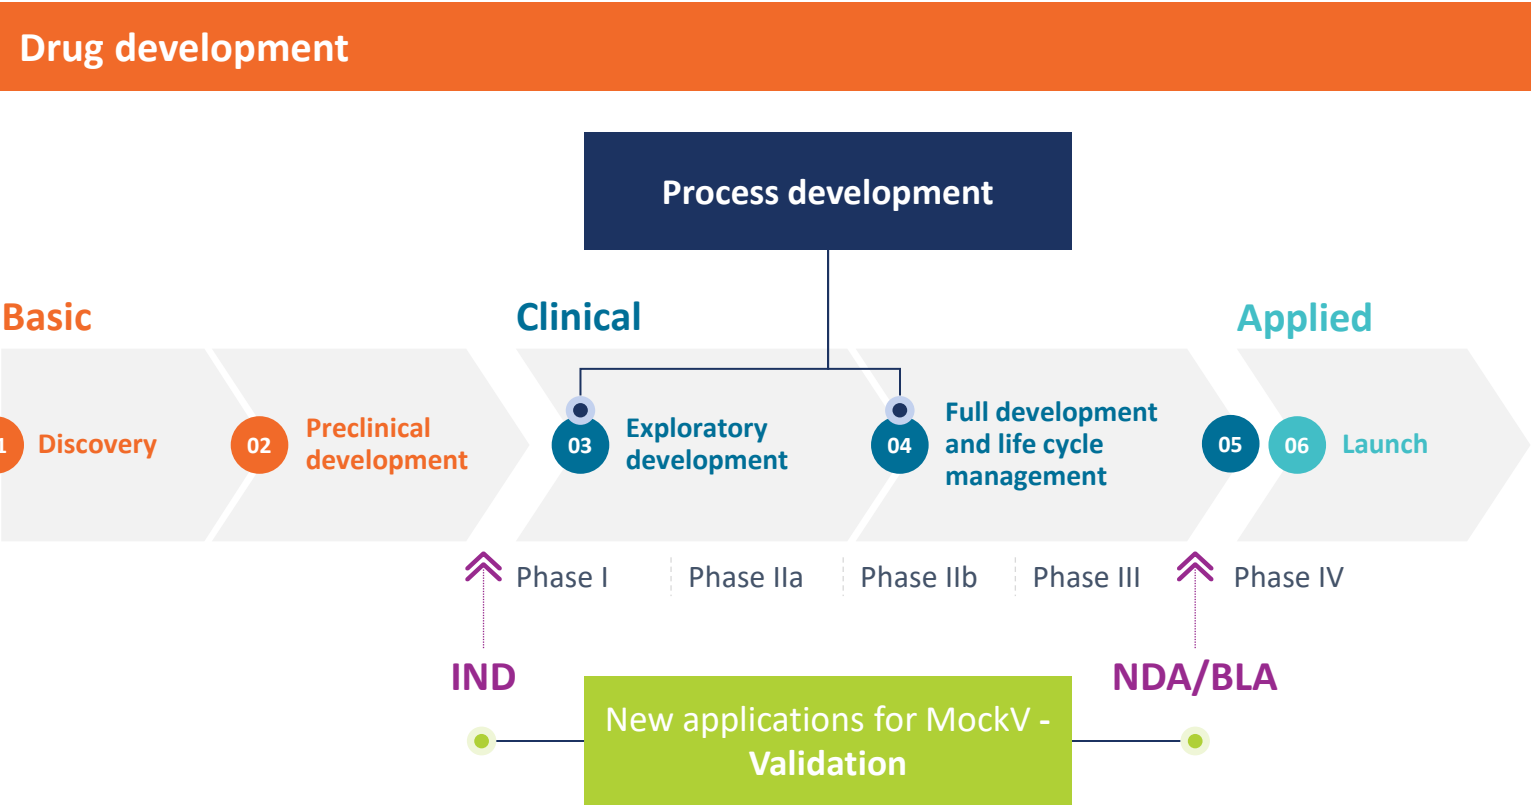 Drug development
Process development
Basic
Clinical
Applied
1
Discovery
02
Preclinical
development
03
Exploratory
development
04
Full development
and life cycle
management
05
06
Launch
Phase I
Phase IIa
Phase IIb
Phase III
Phase IV
IND
NDA/BLA
New applications for MockV -
Validation